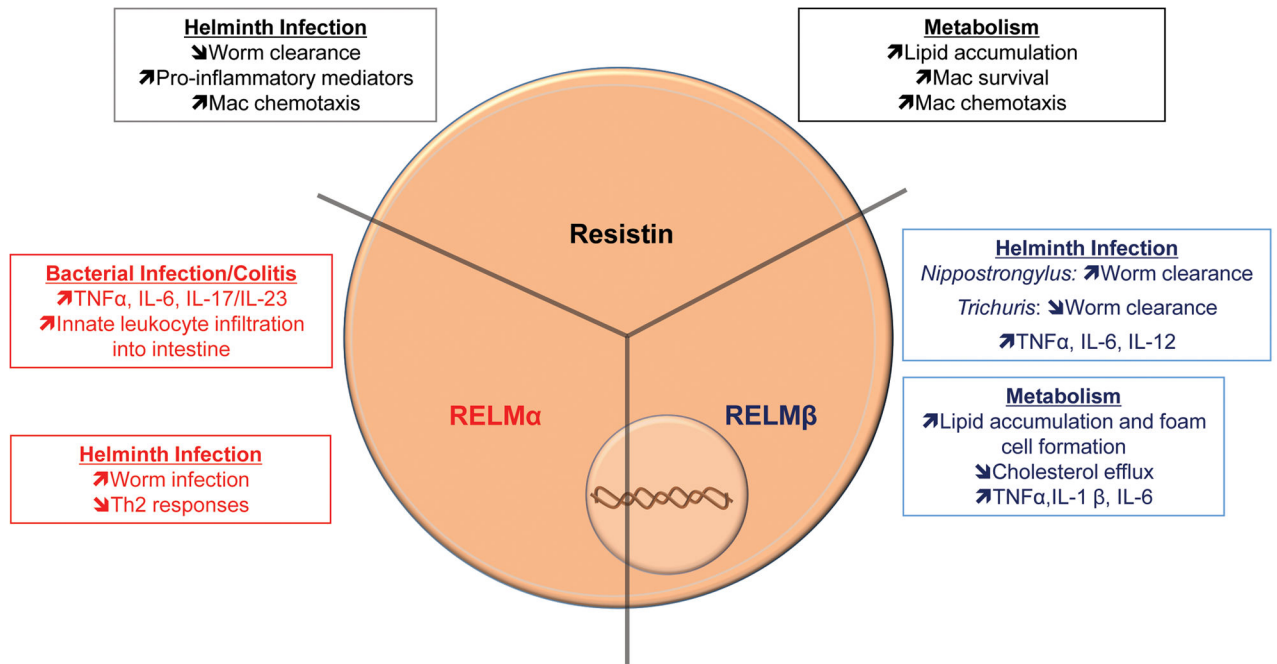 Helminth Infection
↘Worm clearance
↗Pro-inflammatory mediators
↗Mac chemotaxis
Metabolism
↗Lipid accumulation
↗Mac survival
↗Mac chemotaxis
Resistin
Bacterial Infection/Colitis
↗TNFα, IL-6, IL-17/IL-23
↗Innate leukocyte infiltration
into intestine
Helminth Infection
↗Worm infection
↘Th2 responses
RELMα
RELMβ
Helminth Infection
Nippostrongylus: ↗Worm clearance
Trichuris: ↘Worm clearance
↗TNFα, IL-6, IL-12
Metabolism
↗Lipid accumulation and foam
cell formation
↘Cholesterol efflux
↗TNFα,IL-1 β, IL-6